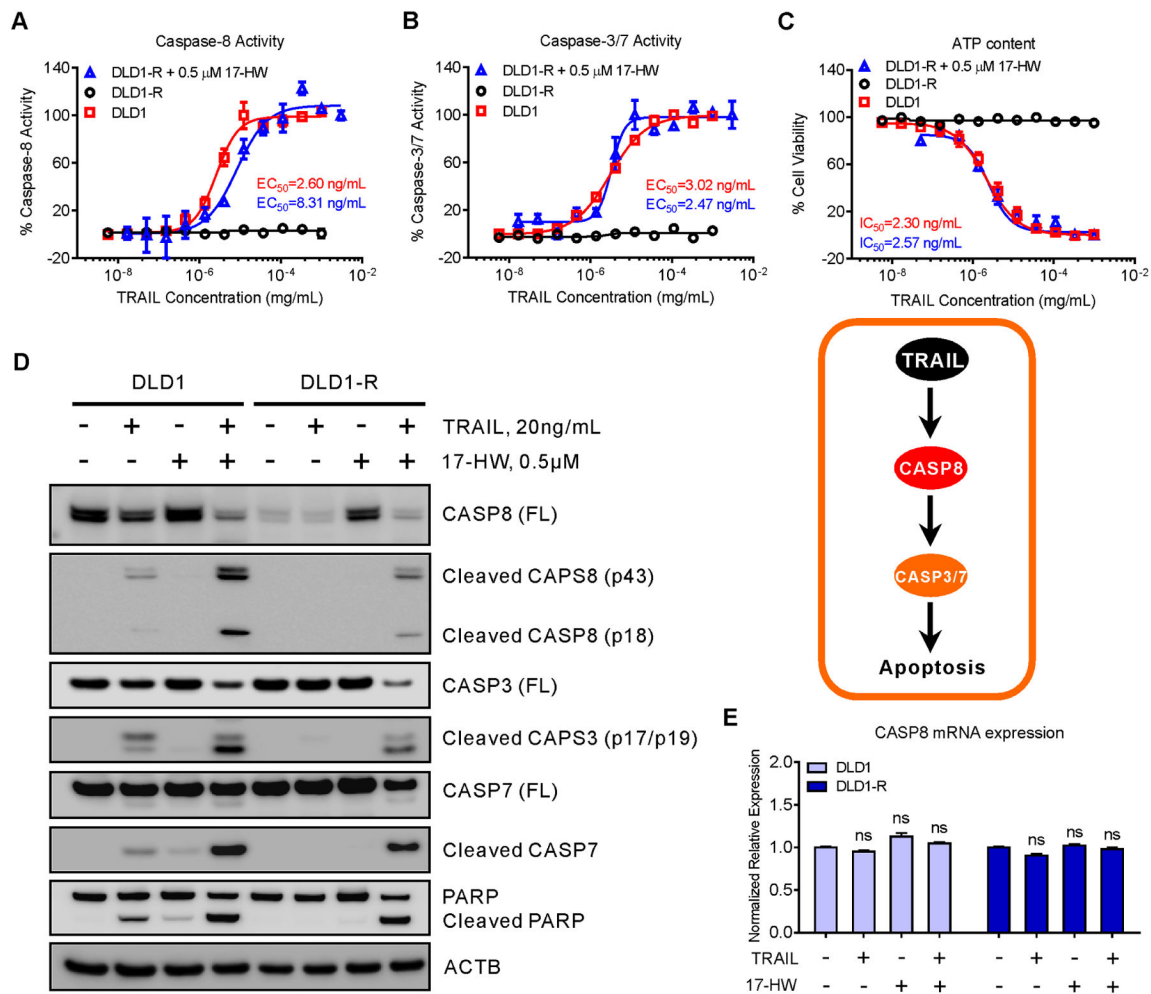 A
Caspase-8 Activity
DLD1-R + 0.5 μM 17-HW
DLD1-R
DLD1
% Caspase-8 Activity
140
100
60
20
-20
EC50=2.60 ng/mL
EC50=8.31 ng/mL
10-8
10-6
10-4
10-2
TRAIL Concentration (mg/mL)
B
Caspase-3/7 Activity
DLD1-R + 0.5 μM 17-HW
DLD1-R
DLD1
% Caspase-3/7 Activity
140
100
60
20
-20
EC50=3.02 ng/mL
EC50=2.47 ng/mL
10-8
10-6
10-4
10-2
TRAIL Concentration (mg/mL)
C
ATP content
DLD1-R + 0.5 μM 17-HW
DLD1-R
DLD1
% Cell Viability
140
100
60
20
-20
IC50=2.30 ng/mL
IC50=2.57 ng/mL
10-8
10-6
10-4
10-2
TRAIL Concentration (mg/mL)
TRAIL
CASP8
CASP3/7
Apoptosis
D
DLD1 DLD1-R
- + - + - + - + TRAIL, 20ng/mL
- - + + - - + + 17-HW, 0.5μM
CASP8 (FL)
Cleaved CAPS8 (p43)
Cleaved CASP8 (p18)
CASP3 (FL)
Cleaved CAPS3 (p17/p19)
CASP7 (FL)
Cleaved CASP7
PARP
Cleaved PARP
ACTB
E
CASP8 mRNA expression
DLD1
DLD1-R
Normalized Relative Expression
2.0
1.5
1.0
0.5
0.0
ns ns ns ns ns ns
TRAIL - + - + - + - +
17-HW - - + + - - + +